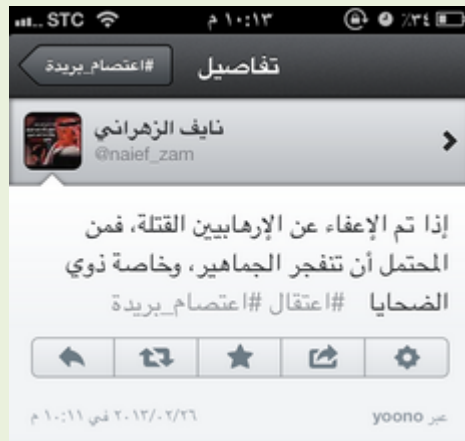 STC ١٠:١٣ م ٪٣٤
#اعتصام_بريدة تفاصيل
نايف الزهراني
@naief_zam
إذا تم الإعفاء عن الإرهابيين القتلة، فمن
المحتمل أن تنفجر الجماهير، وخاصة ذوي
الضحايا #اعتقال #اعتصام_بريدة
٢٠١٣/٠٢/٢٦ في ١٠:١١ م
عبر yoono